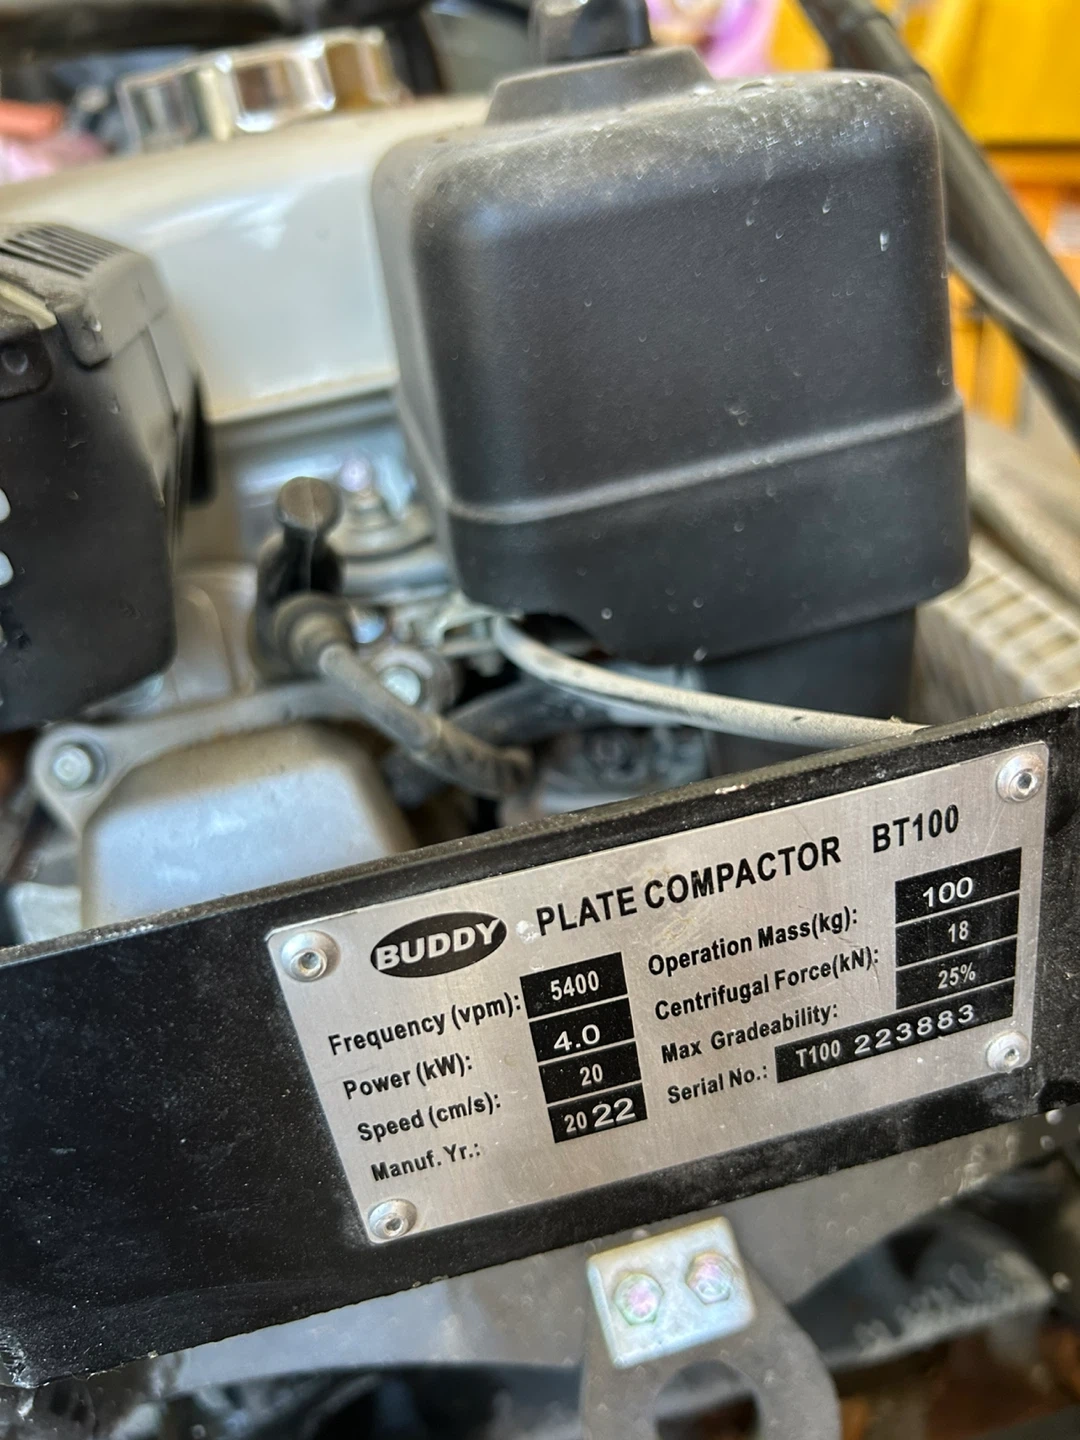 BUDDY PLATE COMPACTOR BT100
Frequency (vpm): 5400
Power (kW): 4.0
Speed (cm/s): 20
Manuf. Yr.: 2022
Operation Mass(kg): 100
Centrifugal Force(kN): 18
Max Gradeability: 25%
Serial No.: T100 223883